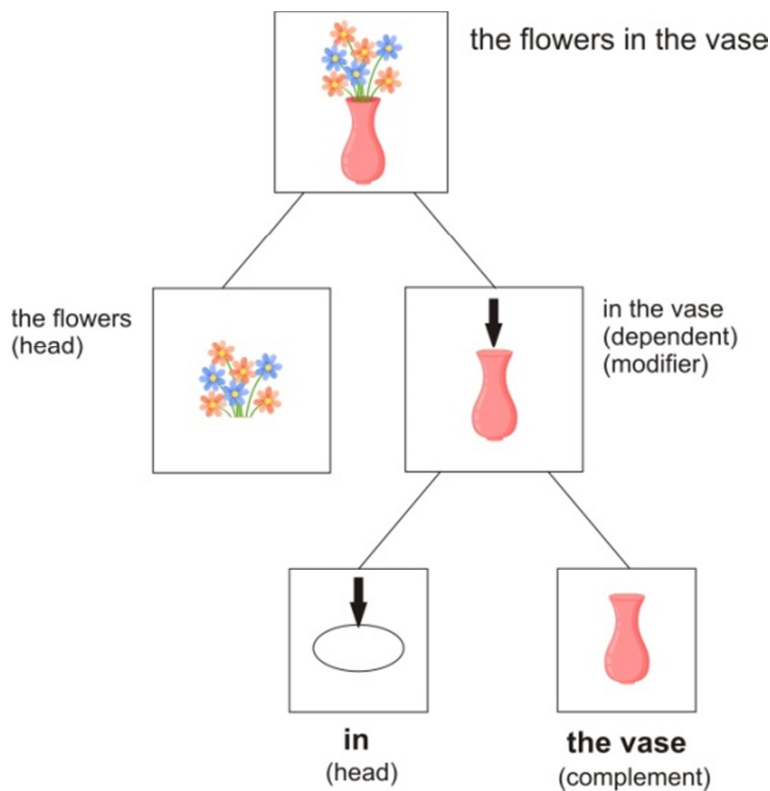 the flowers in the vase
the flowers
(head)
in the vase
(dependent)
(modifier)
in
(head)
the vase
(complement)